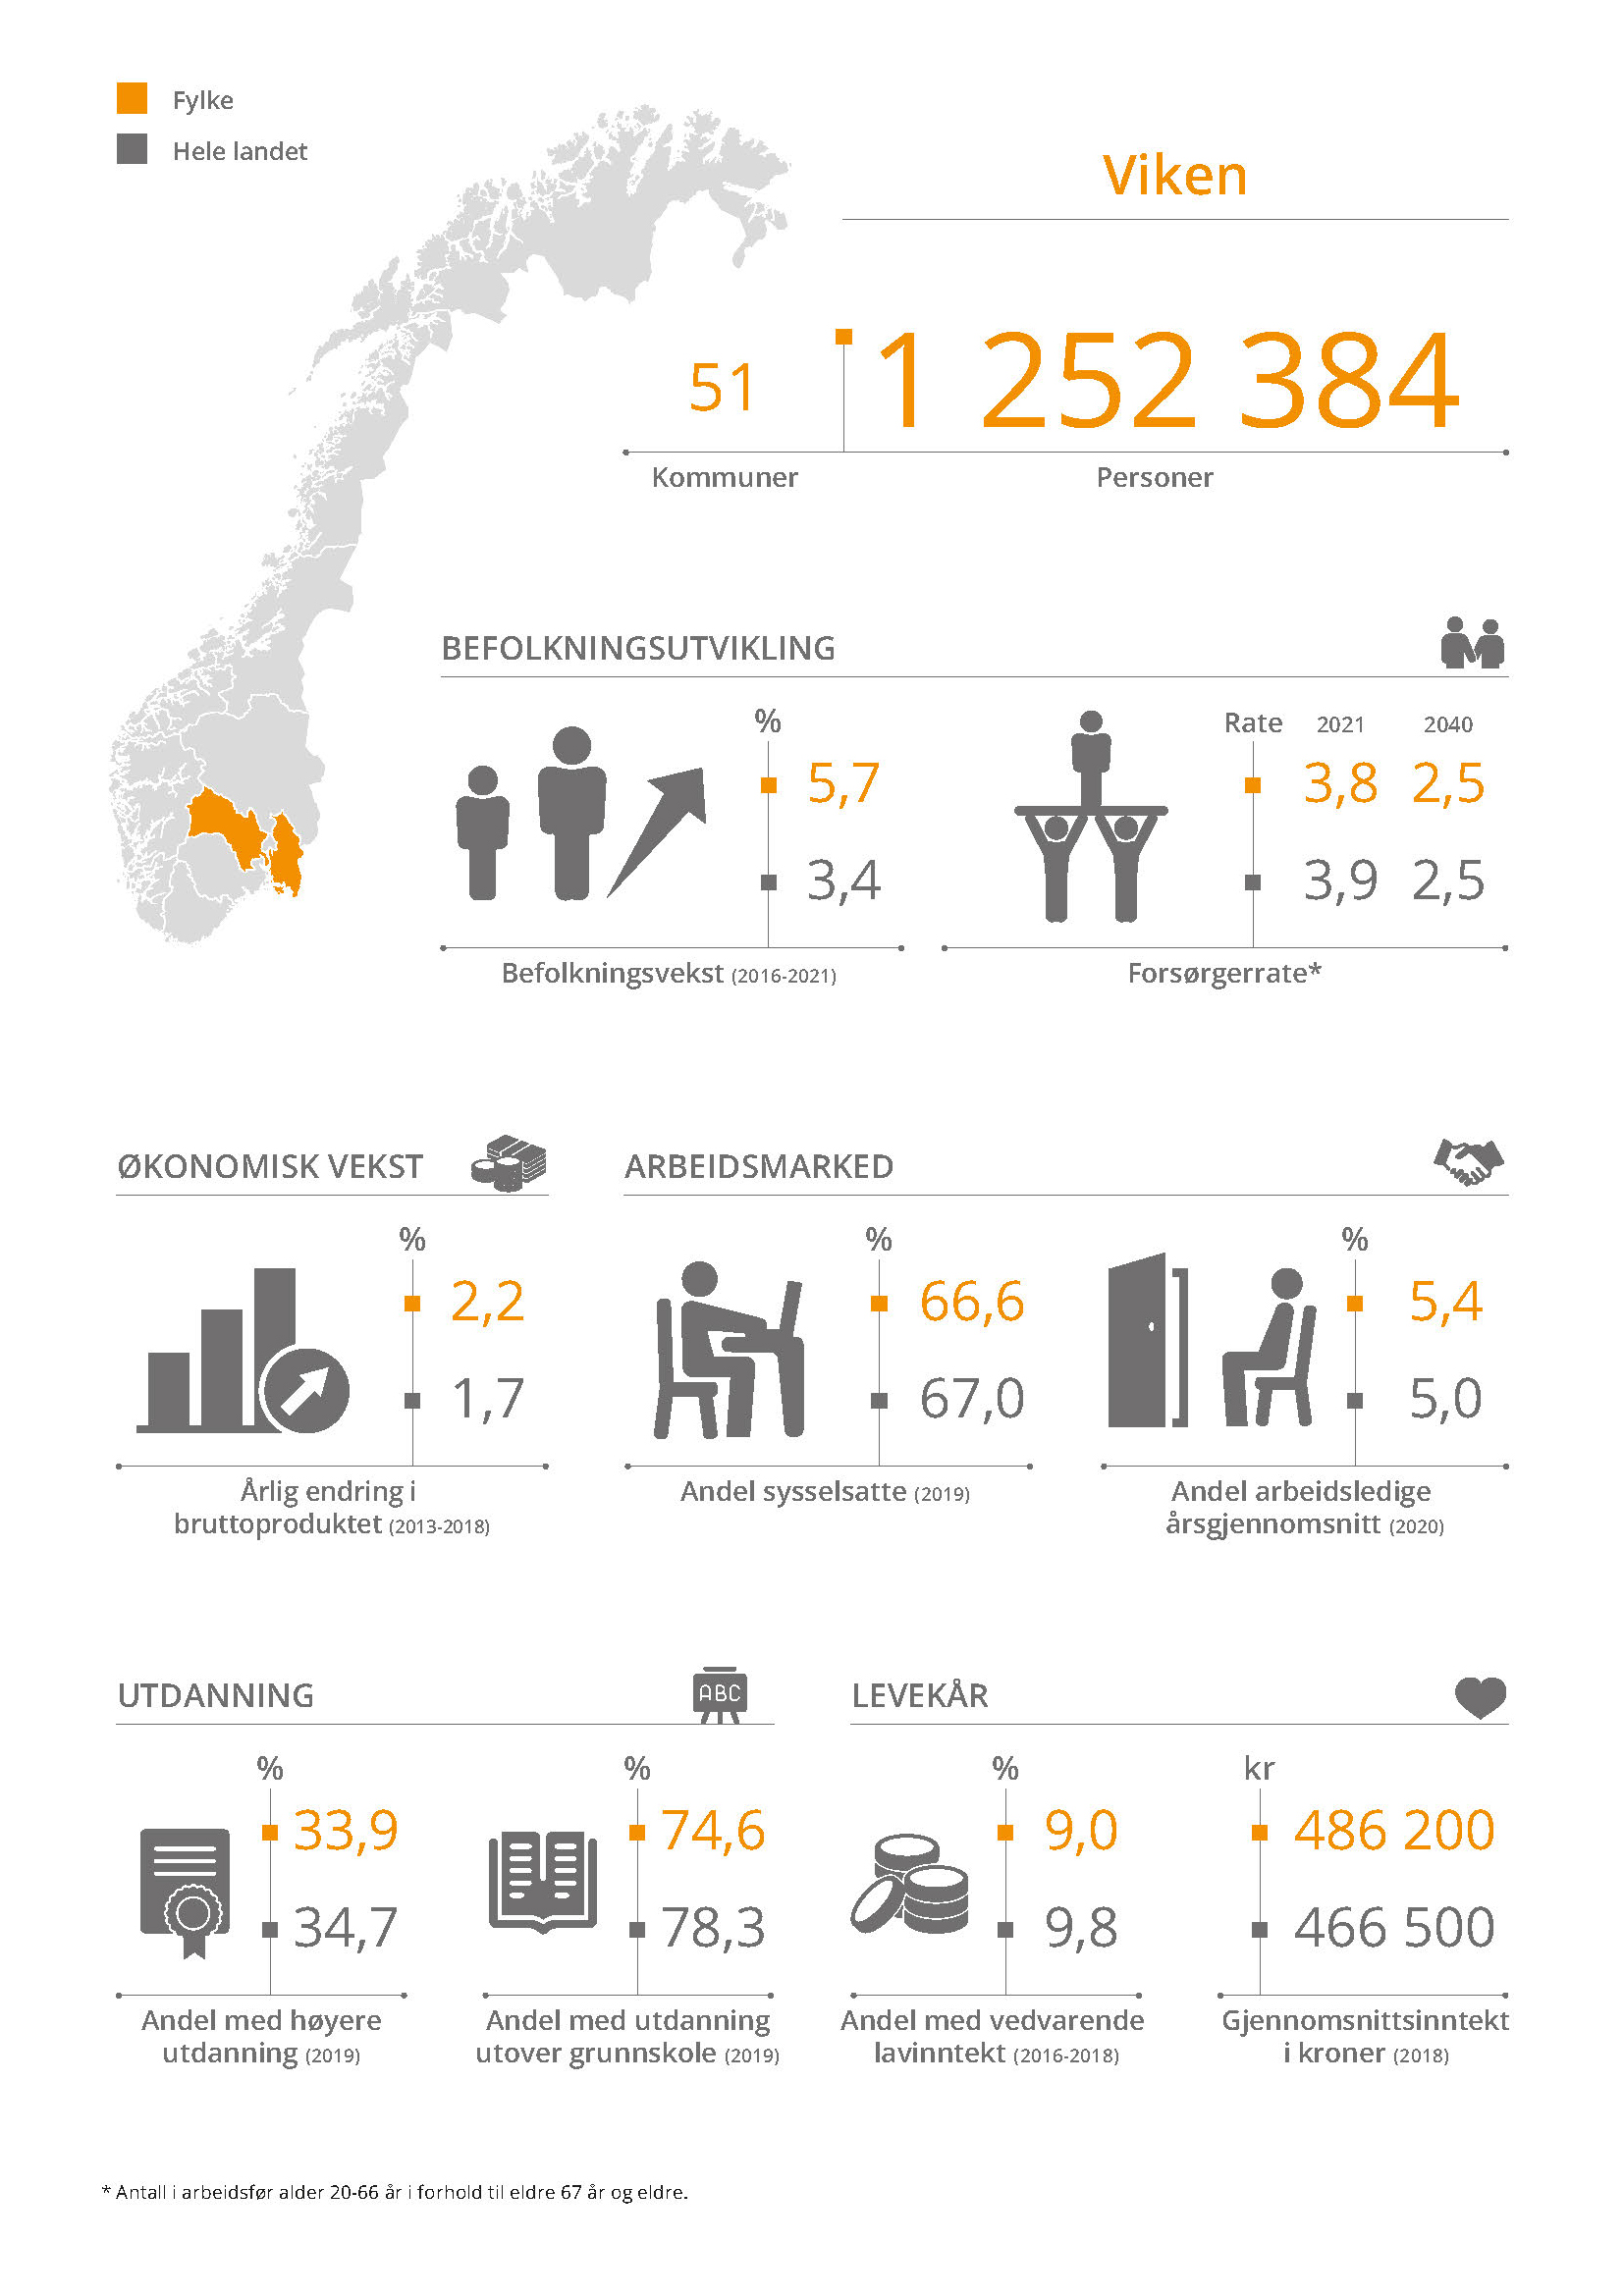 Fylke
Hele landet
Viken
51
1 252 384
Kommuner
Personer
BEFOLKNINGSUTVIKLING
%
5,7
3,4
Befolkningsvekst (2016-2021)
Rate 2021 2040
3,8 2,5
3,9 2,5
Forsørgerrate*
ØKONOMISK VEKST
%
2,2
1,7
Årlig endring i
bruttoproduktet (2013-2018)
ARBEIDSMARKED
%
66,6
67,0
Andel sysselsatte (2019)
%
5,4
5,0
Andel arbeidsledige
årsgjennomsnitt (2020)
UTDANNING
ABC
%
33,9
34,7
Andel med høyere
utdanning (2019)
%
74,6
78,3
Andel med utdanning
utover grunnskole (2019)
LEVEKÅR
%
9,0
9,8
Andel med vedvarende
lavinntekt (2016-2018)
kr
486 200
466 500
Gjennomsnittsinntekt
i kroner (2018)
* Antall i arbeidsfør alder 20-66 år i forhold til eldre 67 år og eldre.